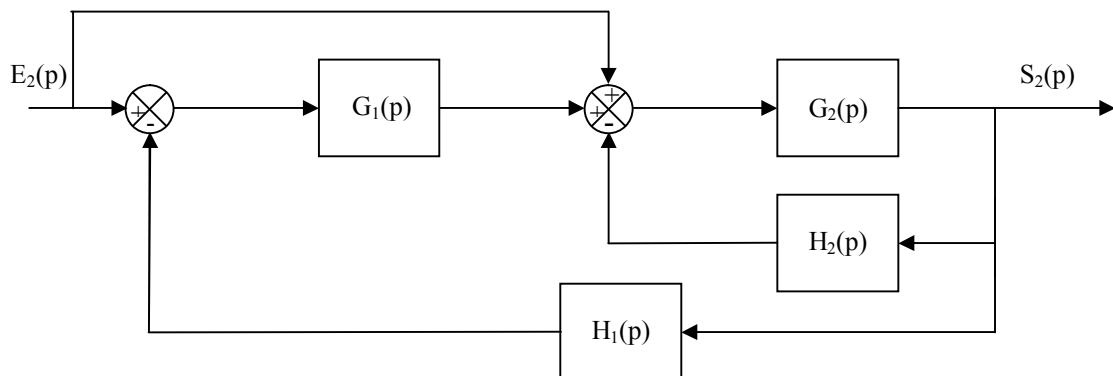 E₂(p)
S₂(p)
+
-
G₁(p)
+
+
-
G₂(p)
H₂(p)
H₁(p)